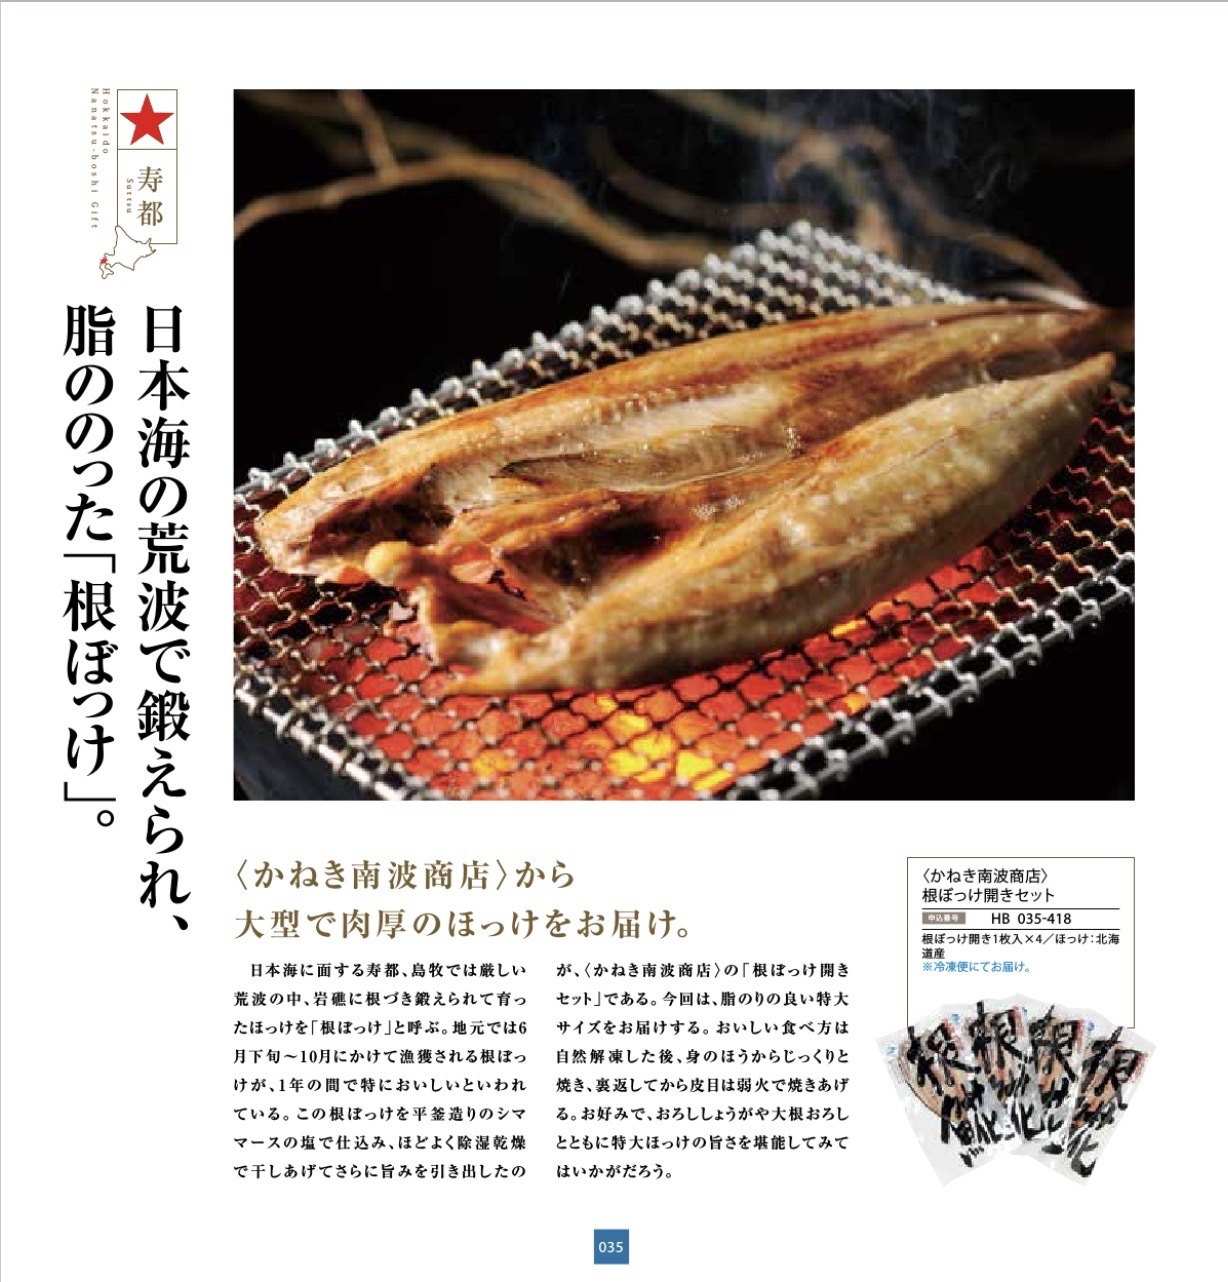 Hokkaido
Nanatsu-boshi Gift
寿都
Suttsu
日本海の荒波で鍛えられ、
脂ののった「根ぼっけ」。
〈かねき南波商店〉から
大型で肉厚のほっけをお届け。
日本海に面する寿都、島牧では厳しい
荒波の中、岩礁に根づき鍛えられて育っ
たほっけを「根ぼっけ」と呼ぶ。地元では6
月下旬〜10月にかけて漁獲される根ぼっ
けが、1年の間で特においしいといわれ
ている。この根ぼっけを平釜造りのシマ
マースの塩で仕込み、ほどよく除湿乾燥
で干しあげてさらに旨みを引き出したの
が、〈かねき南波商店〉の「根ぼっけ開き
セット」である。今回は、脂のりの良い特大
サイズをお届けする。おいしい食べ方は
自然解凍した後、身のほうからじっくりと
焼き、裏返してから皮目は弱火で焼きあげ
る。お好みで、おろししょうがや大根おろし
とともに特大ほっけの旨さを堪能してみて
はいかがだろう。
〈かねき南波商店〉
根ぼっけ開きセット
申込番号 HB 035-418
根ぼっけ開き1枚入×4／ほっけ：北海
道産
※冷凍便にてお届け。
根 根 根 根
035